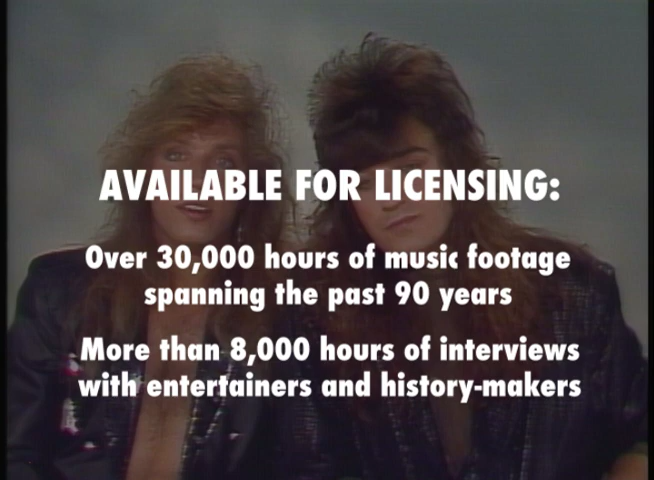 AVAILABLE FOR LICENSING:
Over 30,000 hours of music footage
spanning the past 90 years
More than 8,000 hours of interviews
with entertainers and history-makers